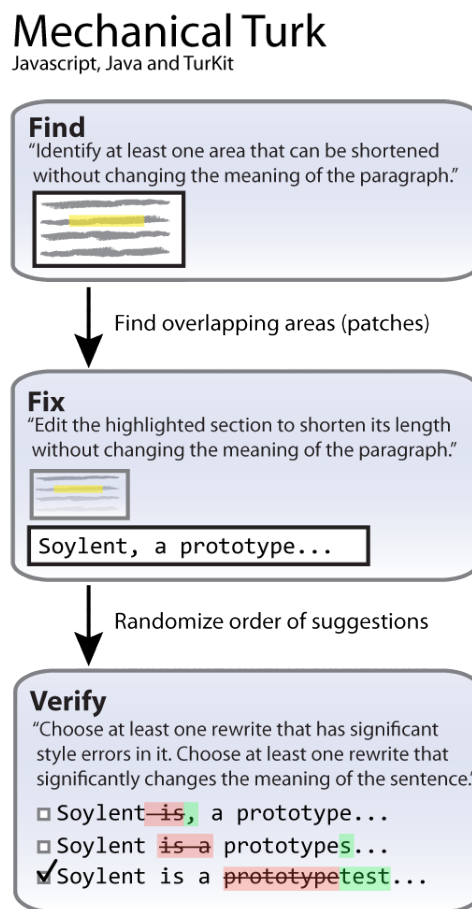 Mechanical Turk
Javascript, Java and TurKit
Find
“Identify at least one area that can be shortened
without changing the meaning of the paragraph.”
Find overlapping areas (patches)
Fix
“Edit the highlighted section to shorten its length
without changing the meaning of the paragraph.”
Soylent, a prototype...
Randomize order of suggestions
Verify
“Choose at least one rewrite that has significant
style errors in it. Choose at least one rewrite that
significantly changes the meaning of the sentence.”
Soylent is, a prototype...
Soylent is a prototypes...
Soylent is a prototypetest...